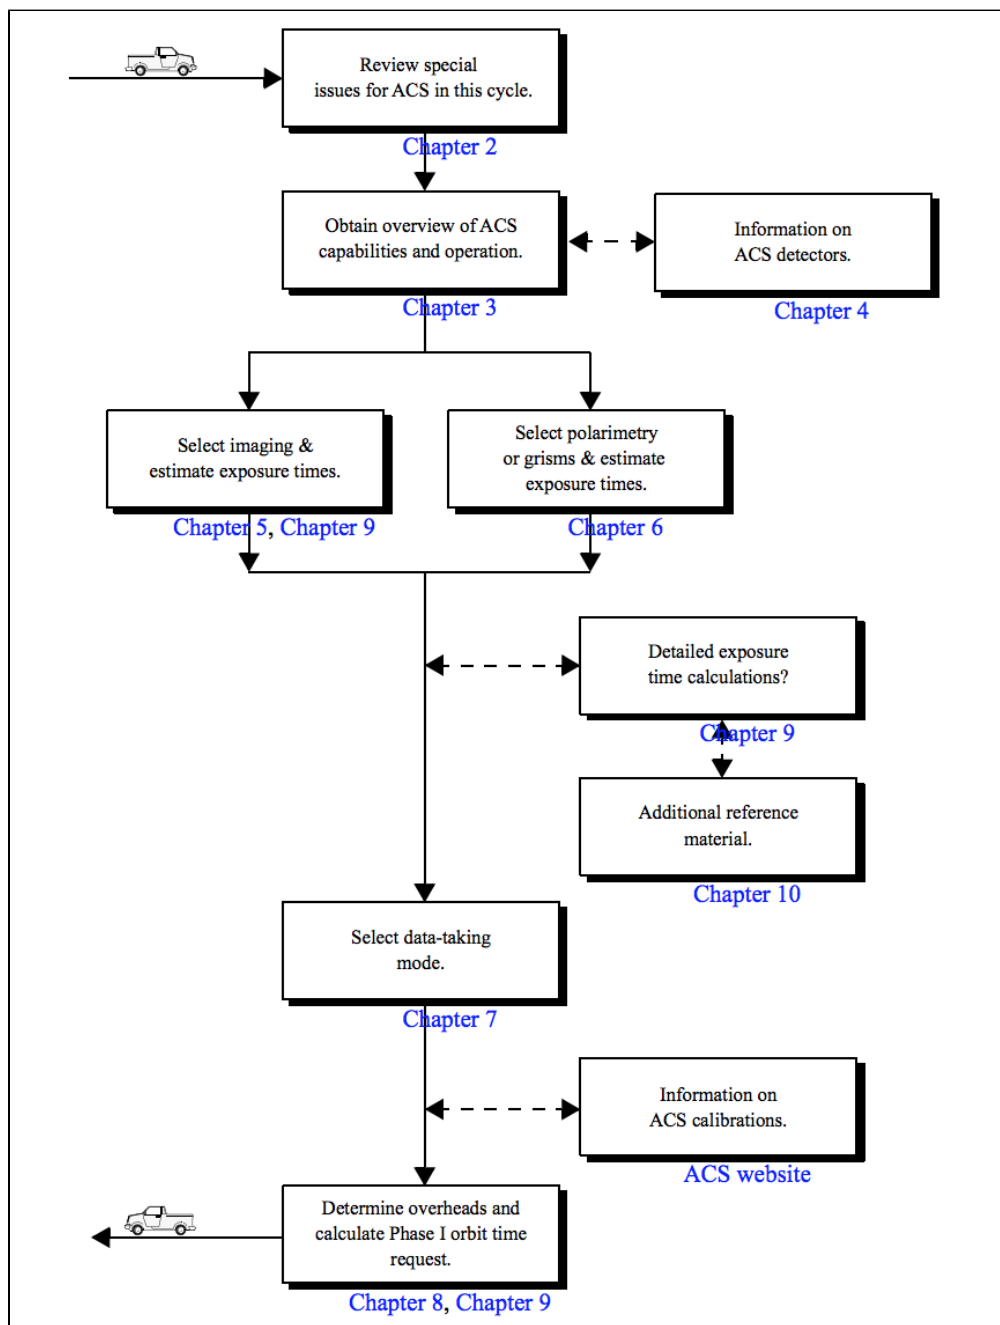 Review special
issues for ACS in this cycle.
Chapter 2
Obtain overview of ACS
capabilities and operation.
Chapter 3
Information on
ACS detectors.
Chapter 4
Select imaging &
estimate exposure times.
Chapter 5, Chapter 9
Select polarimetry
or grisms & estimate
exposure times.
Chapter 6
Detailed exposure
time calculations?
Chapter 9
Additional reference
material.
Chapter 10
Select data-taking
mode.
Chapter 7
Information on
ACS calibrations.
ACS website
Determine overheads and
calculate Phase I orbit time
request.
Chapter 8, Chapter 9